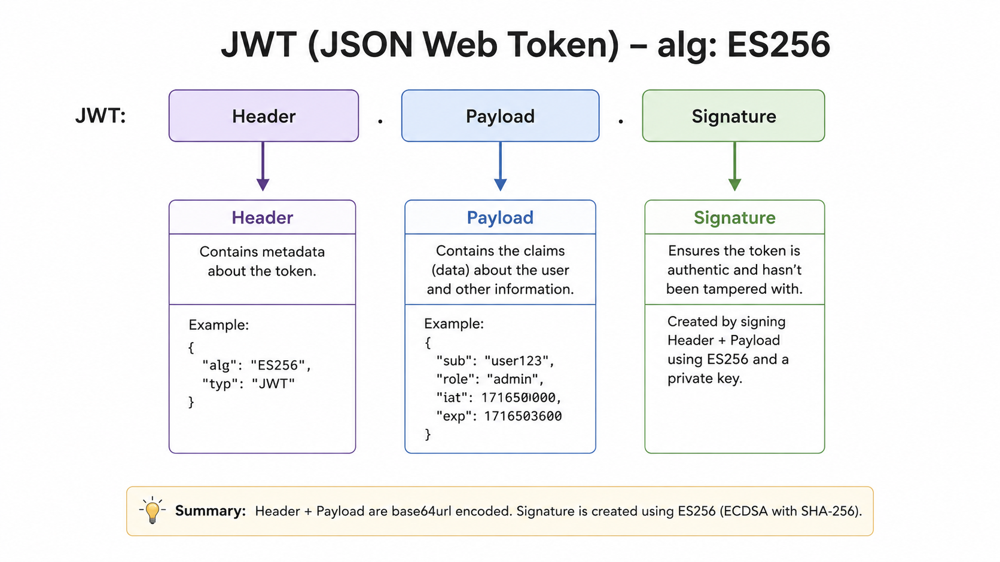 JWT (JSON Web Token) – alg: ES256
JWT: Header . Payload . Signature
Header
Contains metadata
about the token.
Example:
{
"alg": "ES256",
"typ": "JWT"
}
Payload
Contains the claims
(data) about the user
and other information.
Example:
{
"sub": "user123",
"role": "admin",
"iat":
"exp": 1716503600
}
Signature
Ensures the token is
authentic and hasn’t
been tampered with.
Created by signing
Header + Payload
using ES256 and a
private key.
Summary: Header + Payload are base64url encoded. Signature is created using ES256 (ECDSA with SHA-256).